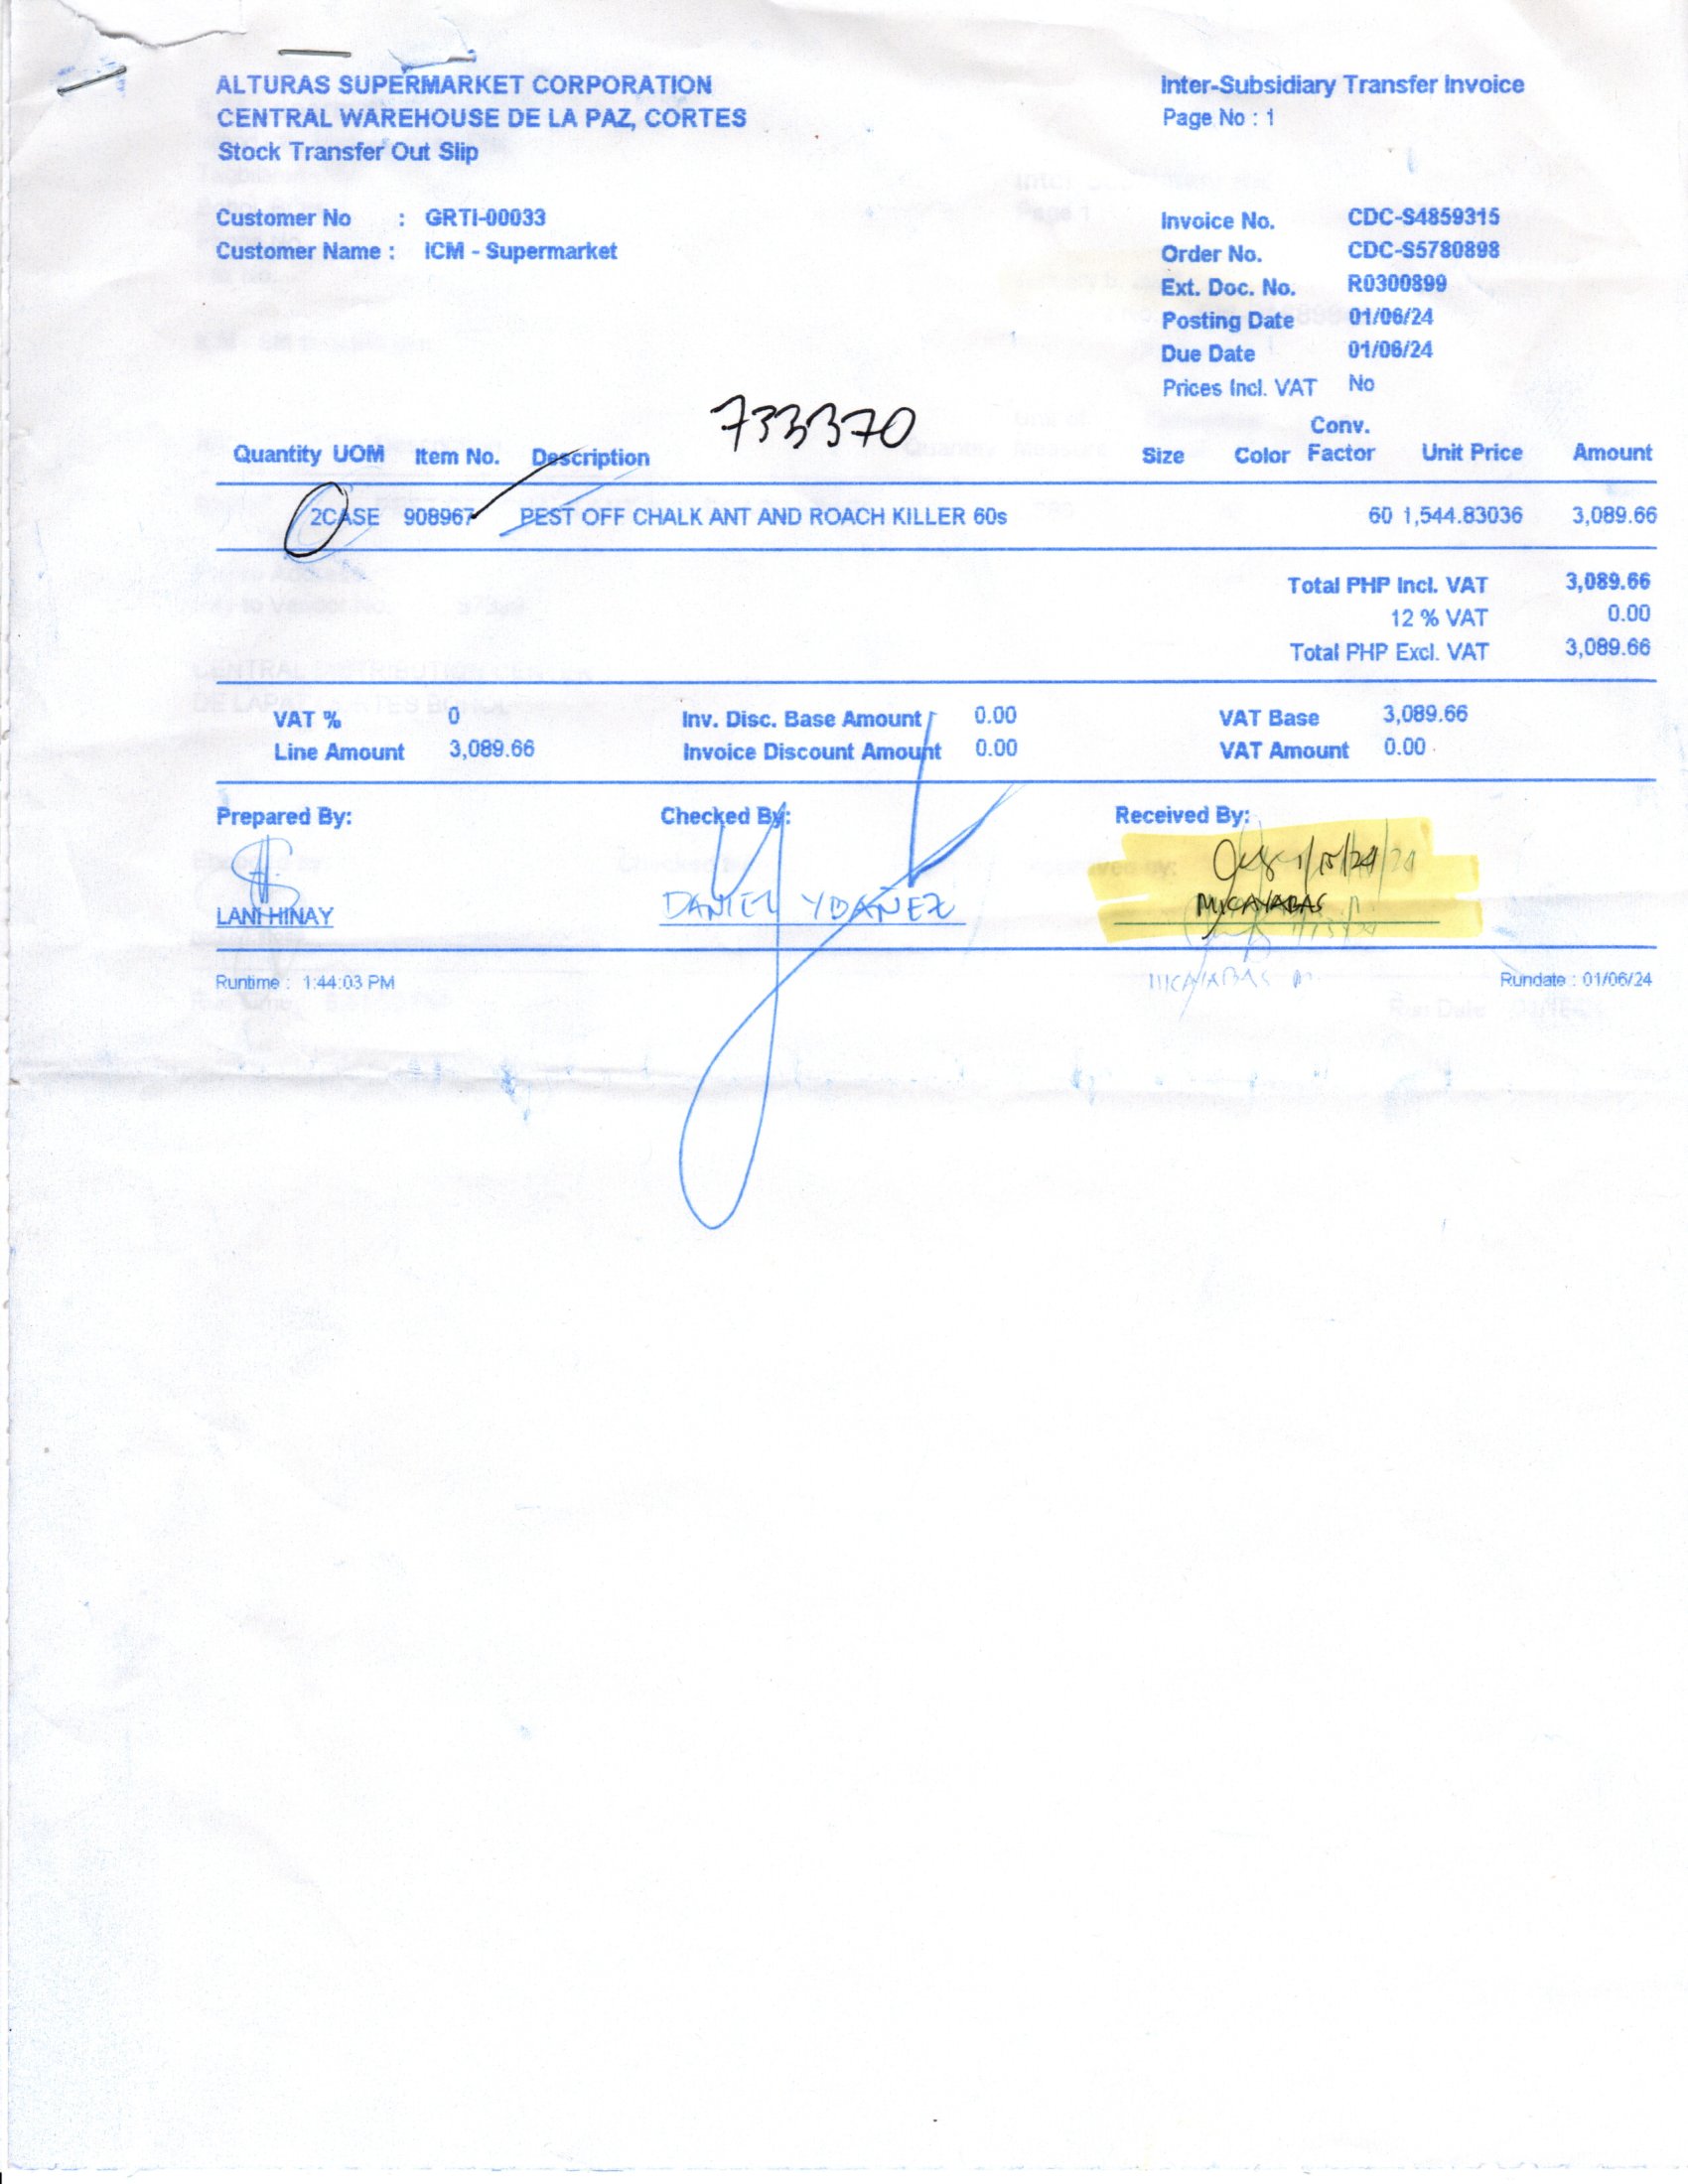 ALTURAS SUPERMARKET CORPORATION
CENTRAL WAREHOUSE DE LA PAZ, CORTES
Stock Transfer Out Slip
Inter-Subsidiary Transfer Invoice
Page No : 1
Customer No : GRTI-00033
Customer Name : ICM - Supermarket
Invoice No. CDC-S4859315
Order No. CDC-S5780898
Ext. Doc. No. R0300899
Posting Date 01/06/24
Due Date 01/06/24
Prices Incl. VAT No
733370
Quantity UOM Item No. Description Size Color Conv. Factor Unit Price Amount
2CASE 908967 PEST OFF CHALK ANT AND ROACH KILLER 60s 60 1,544.83036 3,089.66
Total PHP Incl. VAT 3,089.66
12 % VAT 0.00
Total PHP Excl. VAT 3,089.66
VAT % 0 Inv. Disc. Base Amount 0.00 VAT Base 3,089.66
Line Amount 3,089.66 Invoice Discount Amount 0.00 VAT Amount 0.00
Prepared By: Checked By: Received By:
LANI HINAY DANIEL YBAÑEZ
Runtime : 1:44:03 PM Rundate : 01/06/24